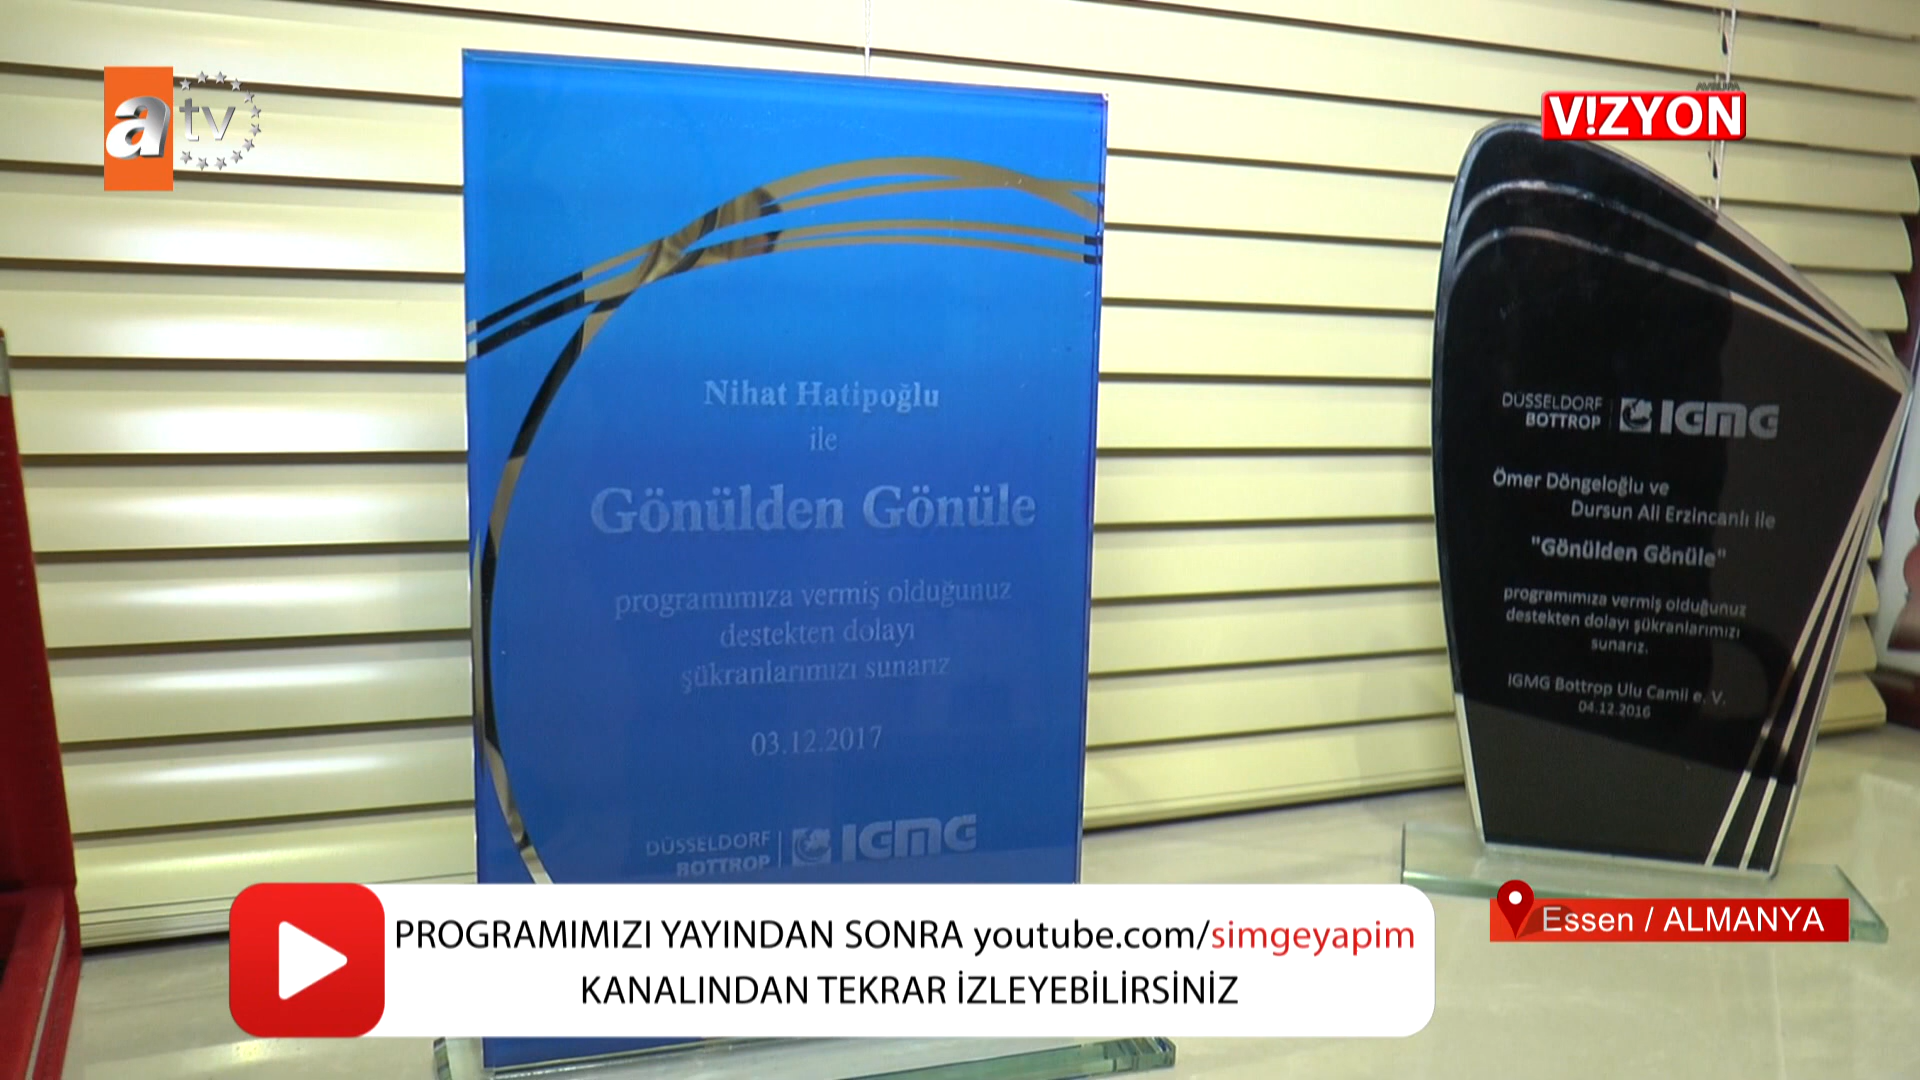 a tv
AVRUPA
V!ZYON
Nihat Hatipoğlu
ile
Gönülden Gönüle
programımıza vermiş olduğunuz
destekten dolayı
şükranlarımızı sunarız
03.12.2017
DÜSSELDORF
BOTTROP
IGMG
DÜSSELDORF
BOTTROP
IGMG
Ömer Döngeloğlu ve
Dursun Ali Erzincanlı ile
"Gönülden Gönüle"
programımıza vermiş olduğunuz
destekten dolayı şükranlarımızı
sunarız.
IGMG Bottrop Ulu Camii e. V.
04.12.2016
Essen / ALMANYA
PROGRAMIMIZI YAYINDAN SONRA youtube.com/simgeyapim
KANALINDAN TEKRAR İZLEYEBİLİRSİNİZ